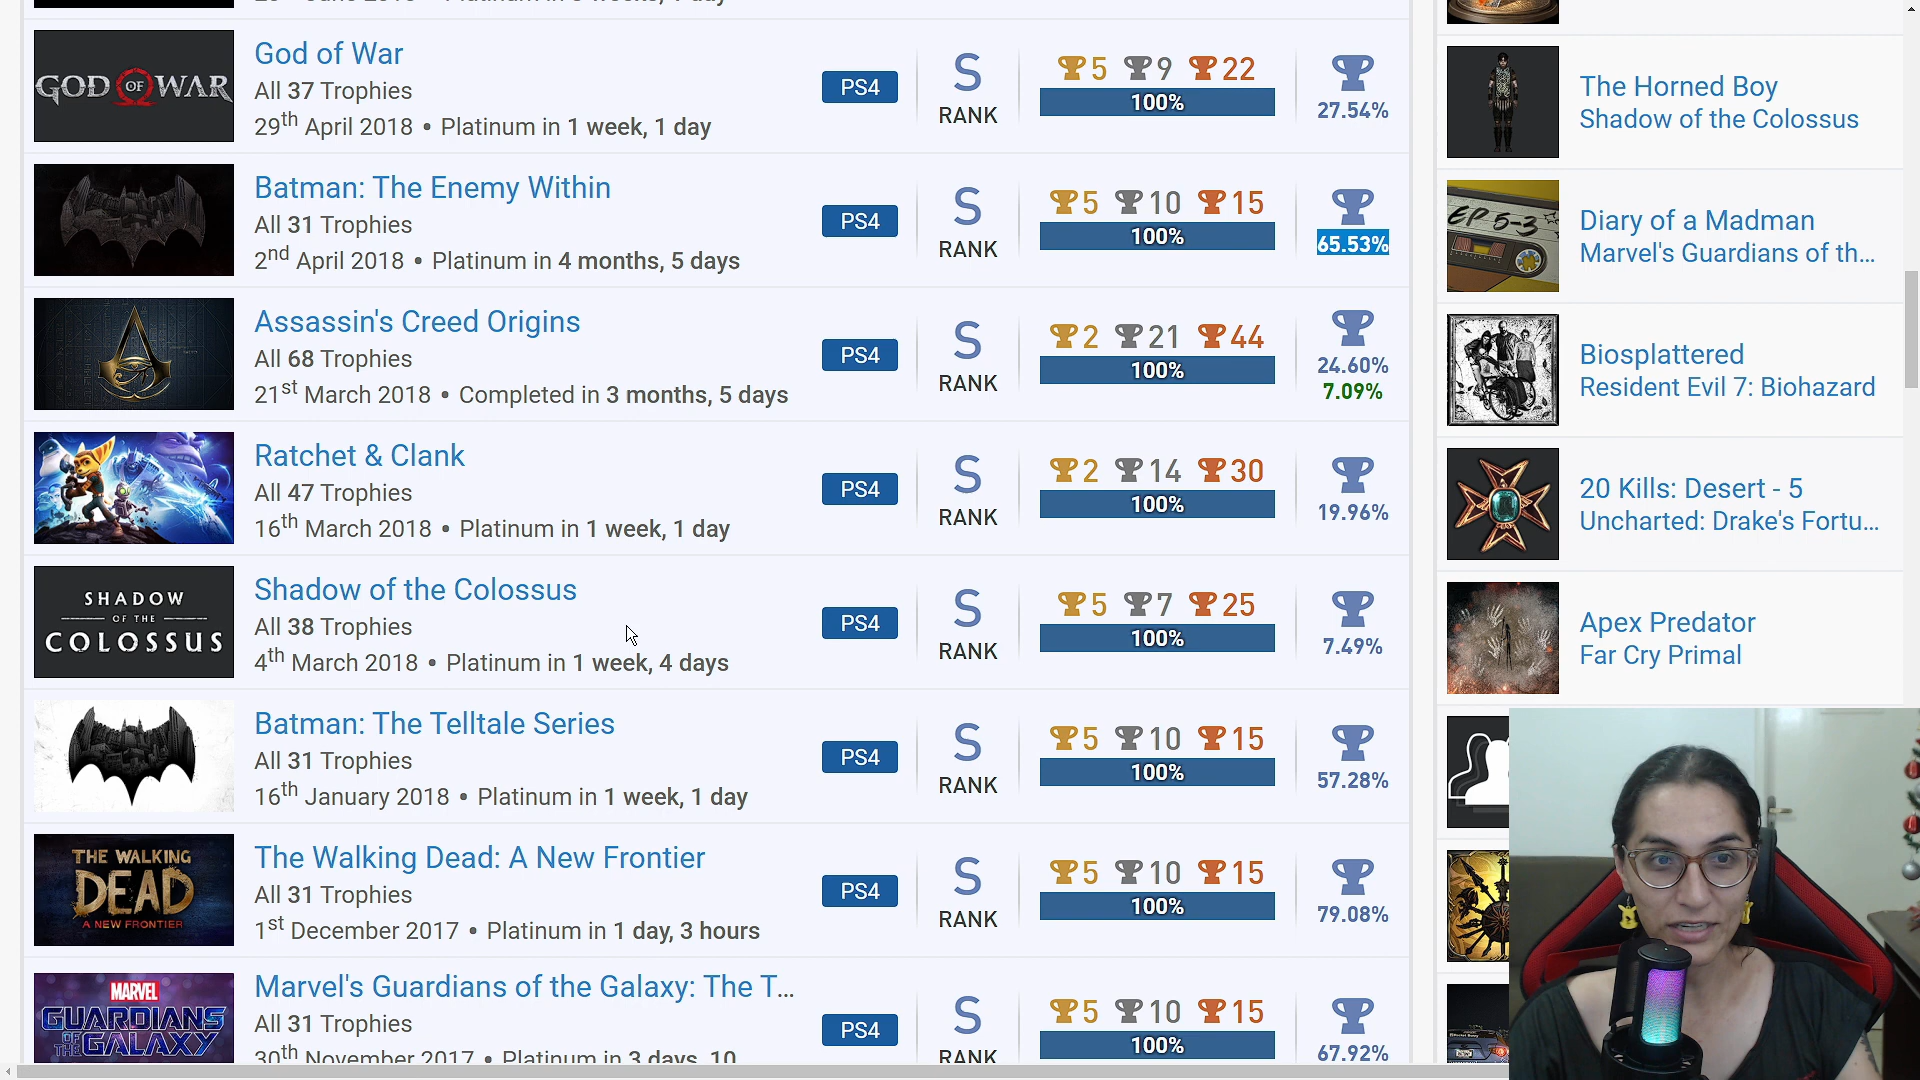 God of War
All 37 Trophies
29th April 2018 • Platinum in 1 week, 1 day
GOD OF WAR
PS4
S
RANK
5 9 22
100%
27.54%
Batman: The Enemy Within
All 31 Trophies
2nd April 2018 • Platinum in 4 months, 5 days
PS4
S
RANK
5 10 15
100%
65.53%
Assassin's Creed Origins
All 68 Trophies
21st March 2018 • Completed in 3 months, 5 days
PS4
S
RANK
2 21 44
100%
24.60%
7.09%
Ratchet & Clank
All 47 Trophies
16th March 2018 • Platinum in 1 week, 1 day
PS4
S
RANK
2 14 30
100%
19.96%
SHADOW
OF THE
COLOSSUS
Shadow of the Colossus
All 38 Trophies
4th March 2018 • Platinum in 1 week, 4 days
PS4
S
RANK
5 7 25
100%
7.49%
Batman: The Telltale Series
All 31 Trophies
16th January 2018 • Platinum in 1 week, 1 day
PS4
S
RANK
5 10 15
100%
57.28%
THE WALKING
DEAD
A NEW FRONTIER
The Walking Dead: A New Frontier
All 31 Trophies
1st December 2017 • Platinum in 1 day, 3 hours
PS4
S
RANK
5 10 15
100%
79.08%
MARVEL
GUARDIANS
OF THE GALAXY
Marvel's Guardians of the Galaxy: The T...
All 31 Trophies
30th November 2017 • Platinum in 3 days, 10
PS4
S
RANK
5 10 15
100%
67.92%
The Horned Boy
Shadow of the Colossus
EP 5-3
Diary of a Madman
Marvel's Guardians of th...
Biosplattered
Resident Evil 7: Biohazard
20 Kills: Desert - 5
Uncharted: Drake's Fortu...
Apex Predator
Far Cry Primal